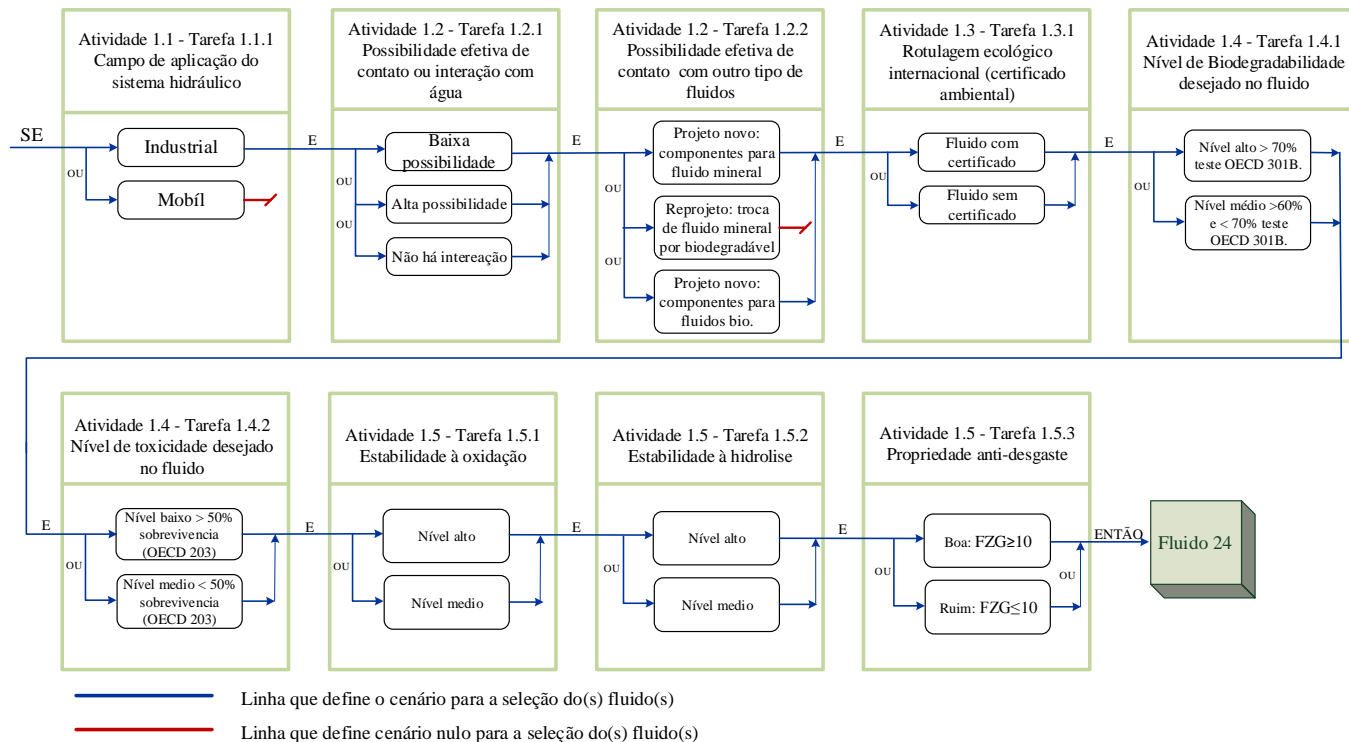 Atividade 1.1 - Tarefa 1.1.1
Campo de aplicação do
sistema hidráulico
SE
Industrial
OU
Mobíl
E
Atividade 1.2 - Tarefa 1.2.1
Possibilidade efetiva de
contato ou interação com
água
Baixa
possibilidade
OU
Alta possibilidade
OU
Não há intereação
E
Atividade 1.2 - Tarefa 1.2.2
Possibilidade efetiva de
contato com outro tipo de
fluidos
Projeto novo:
componentes para
fluido mineral
OU
Reprojeto: troca
de fluido mineral
por biodegradável
OU
Projeto novo:
componentes para
fluidos bio.
E
Atividade 1.3 - Tarefa 1.3.1
Rotulagem ecológico
internacional (certificado
ambiental)
Fluido com
certificado
OU
Fluido sem
certificado
E
Atividade 1.4 - Tarefa 1.4.1
Nível de Biodegradabilidade
desejado no fluido
Nível alto > 70%
teste OECD 301B.
OU
Nível médio >60%
e < 70% teste
OECD 301B.
Atividade 1.4 - Tarefa 1.4.2
Nível de toxicidade desejado
no fluido
E
Nível baixo > 50%
sobrevivencia
(OECD 203)
OU
Nível medio < 50%
sobrevivencia
(OECD 203)
E
Atividade 1.5 - Tarefa 1.5.1
Estabilidade à oxidação
Nível alto
OU
Nível medio
E
Atividade 1.5 - Tarefa 1.5.2
Estabilidade à hidrolise
Nível alto
OU
Nível medio
E
Atividade 1.5 - Tarefa 1.5.3
Propriedade anti-desgaste
Boa: FZG≥10
OU
OU
Ruim: FZG≤10
ENTÃO
Fluido 24
Linha que define o cenário para a seleção do(s) fluido(s)
Linha que define cenário nulo para a seleção do(s) fluido(s)